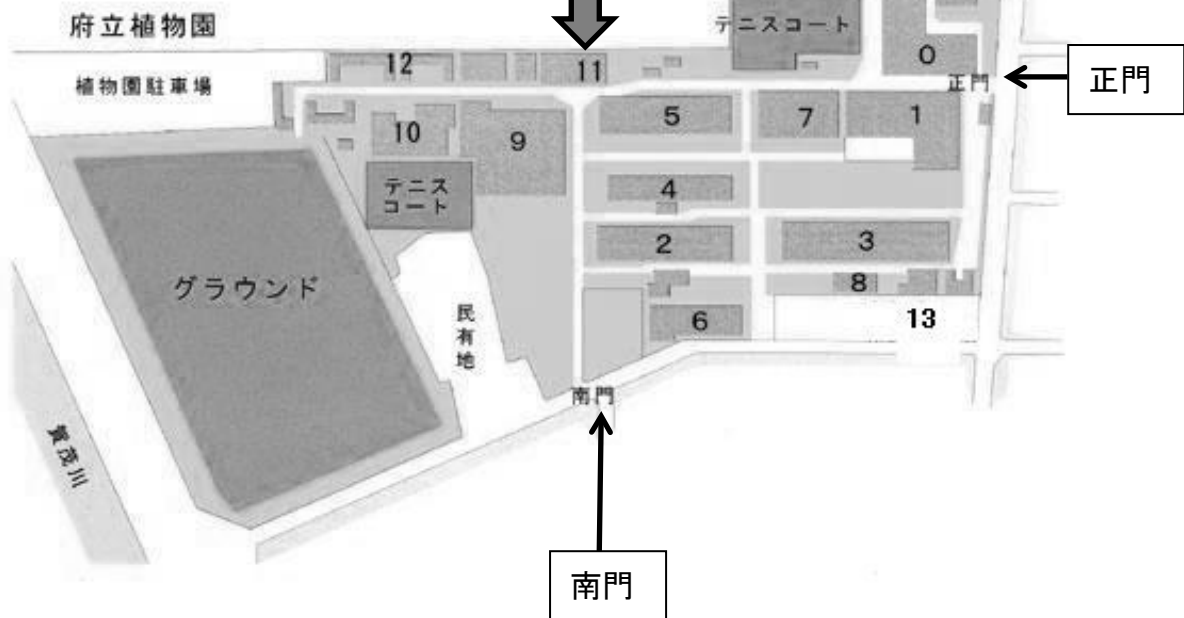 府立植物園
テニスコート
植物園駐車場
12
11
0
正門
正門
10
9
5
7
1
テニス
コート
4
2
3
グラウンド
民有地
8
6
13
南門
賀茂川
南門